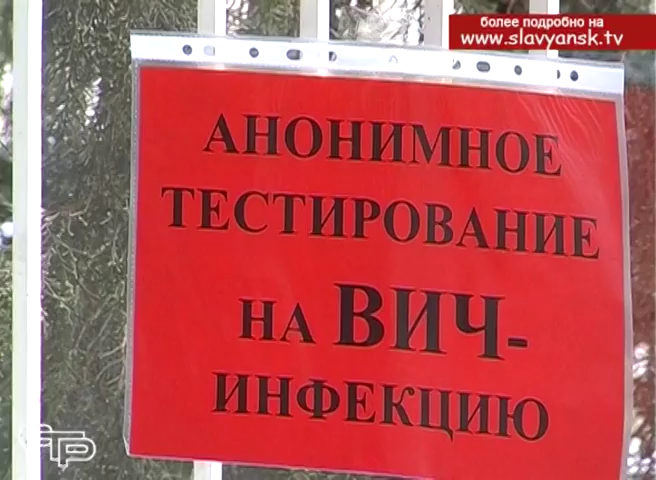 более подробно на
www.slavyansk.tv
АНОНИМНОЕ
ТЕСТИРОВАНИЕ
НА ВИЧ-
ИНФЕКЦИЮ